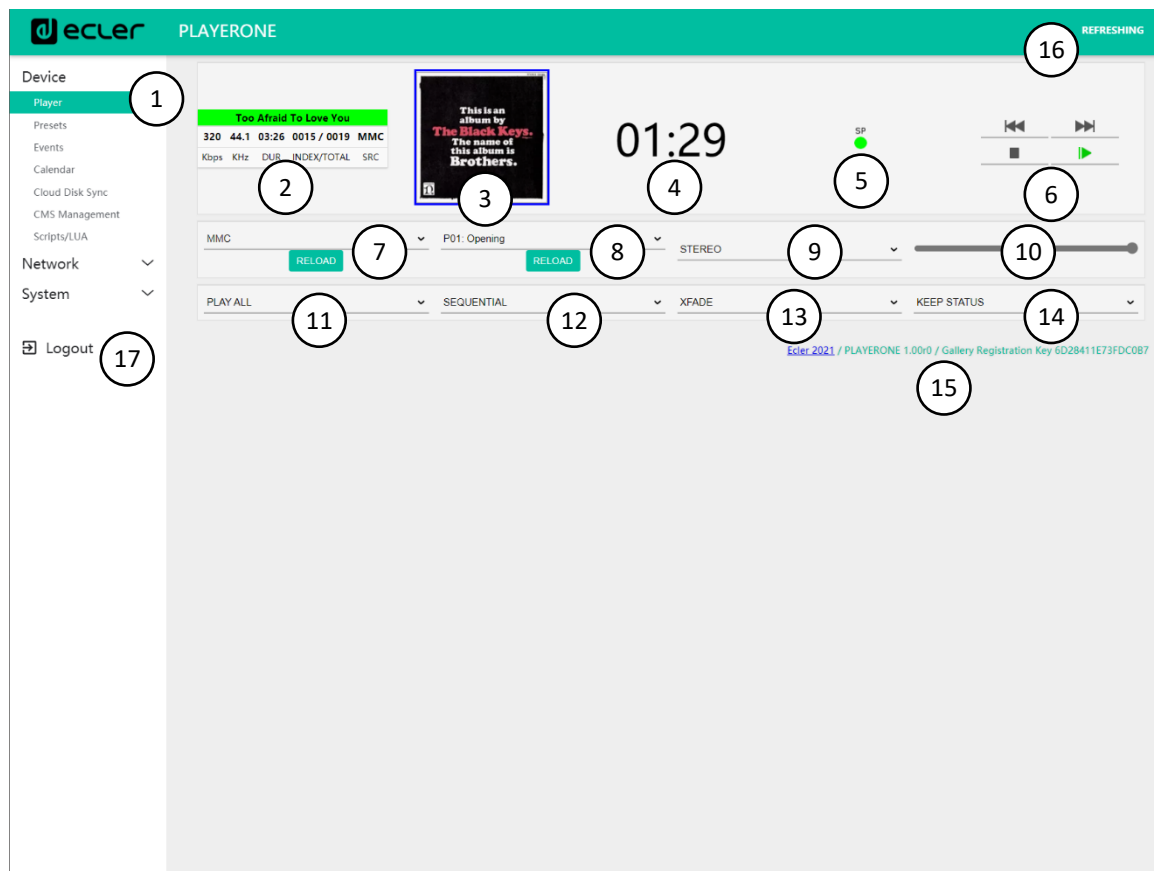 ecler
PLAYERONE
REFRESHING
16
Device
Player
Presets
Events
Calendar
Cloud Disk Sync
CMS Management
Scripts/LUA
Network
System
Logout
1
17
Too Afraid To Love You
320 44.1 03:26 0015 / 0019 MMC
Kbps KHz DUR INDEX/TOTAL SRC
2
This is an
album by
The Black Keys.
The name of
this album is
Brothers.
3
01:29
4
SP
5
6
MMC
RELOAD
7
P01: Opening
RELOAD
8
STEREO
9
10
PLAY ALL
11
SEQUENTIAL
12
XFADE
13
KEEP STATUS
14
Ecler 2021 / PLAYERONE 1.00r0 / Gallery Registration Key 6D28411E73FDC0B7
15